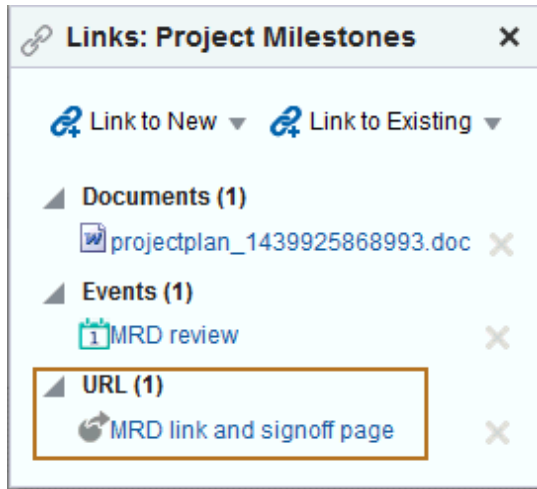 Links: Project Milestones
Link to New Link to Existing
Documents (1)
projectplan_1439925868993.doc
Events (1)
1 MRD review
URL (1)
MRD link and signoff page